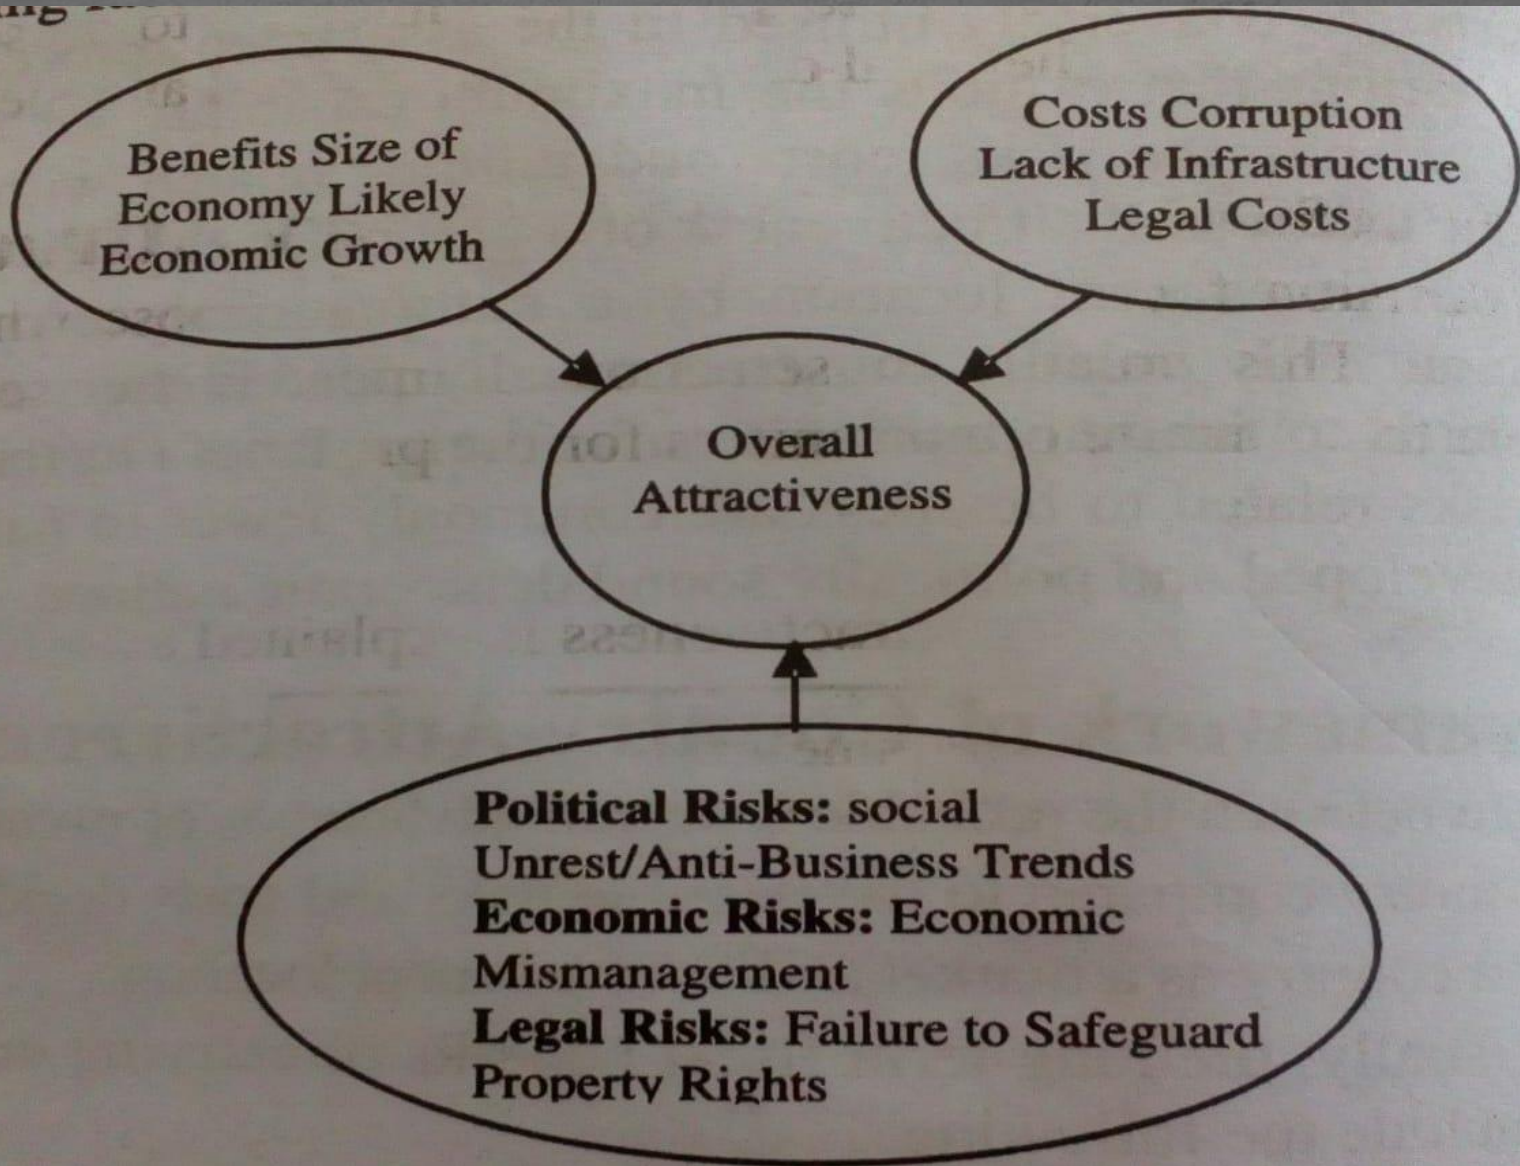 Benefits Size of
Economy Likely
Economic Growth
Costs Corruption
Lack of Infrastructure
Legal Costs
Overall
Attractiveness
Political Risks: social
Unrest/Anti-Business Trends
Economic Risks: Economic
Mismanagement
Legal Risks: Failure to Safeguard
Property Rights